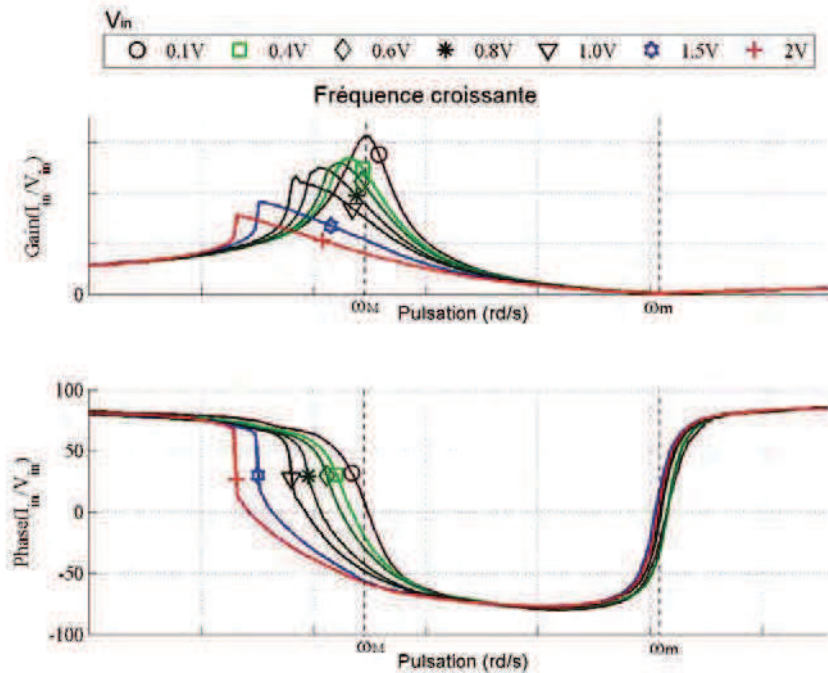 Vin
0.1V 0.4V 0.6V 0.8V 1.0V 1.5V 2V
Fréquence croissante
Gain(Iin/Vin)
0
ωM
Pulsation (rd/s)
ωm
Phase(Iin/Vin)
100
50
0
-50
-100
ωM
Pulsation (rd/s)
ωm